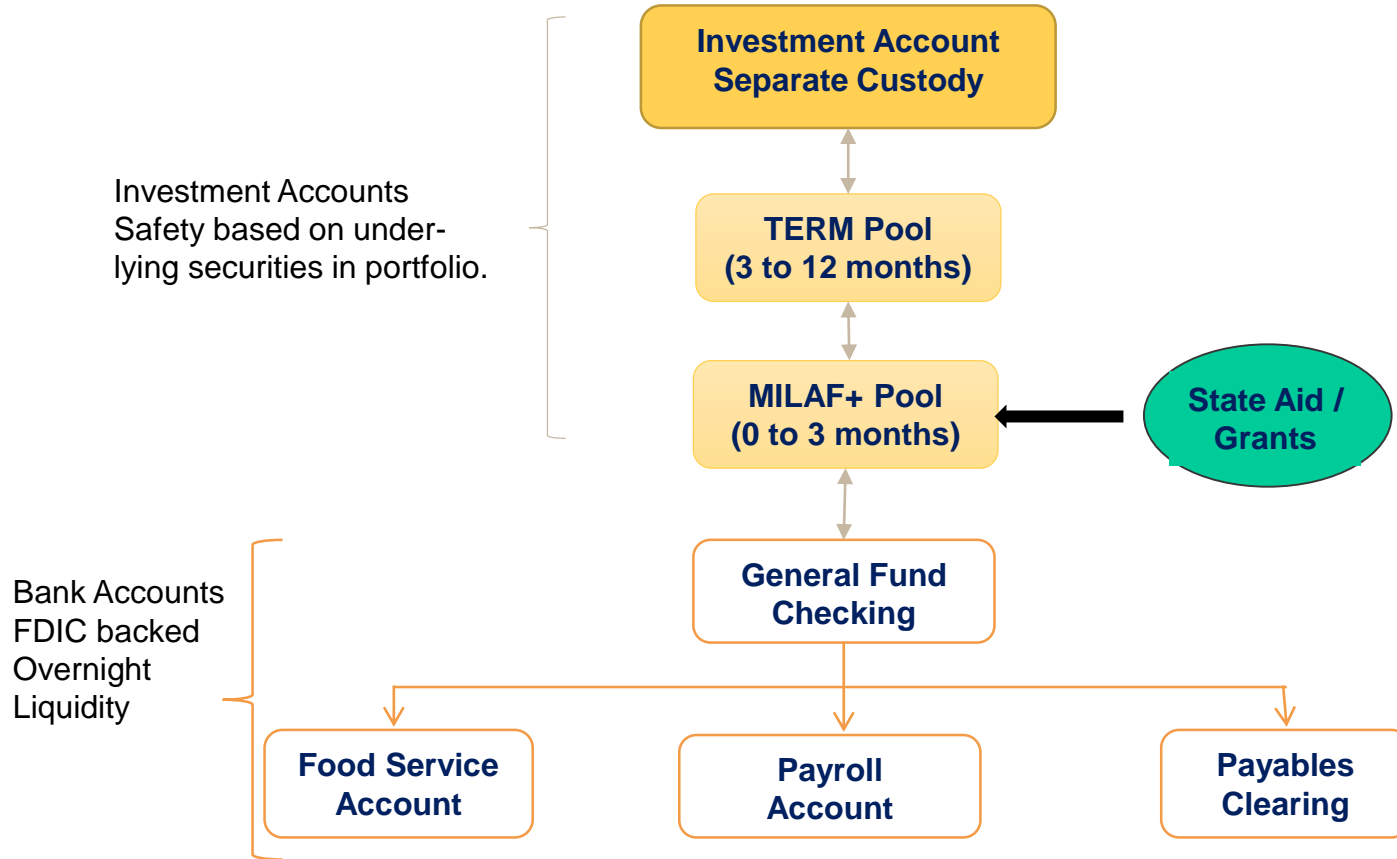 Investment Account
Separate Custody
Investment Accounts
Safety based on under-
lying securities in portfolio.
TERM Pool
(3 to 12 months)
MILAF+ Pool
(0 to 3 months)
State Aid /
Grants
General Fund
Checking
Bank Accounts
FDIC backed
Overnight
Liquidity
Food Service
Account
Payroll
Account
Payables
Clearing